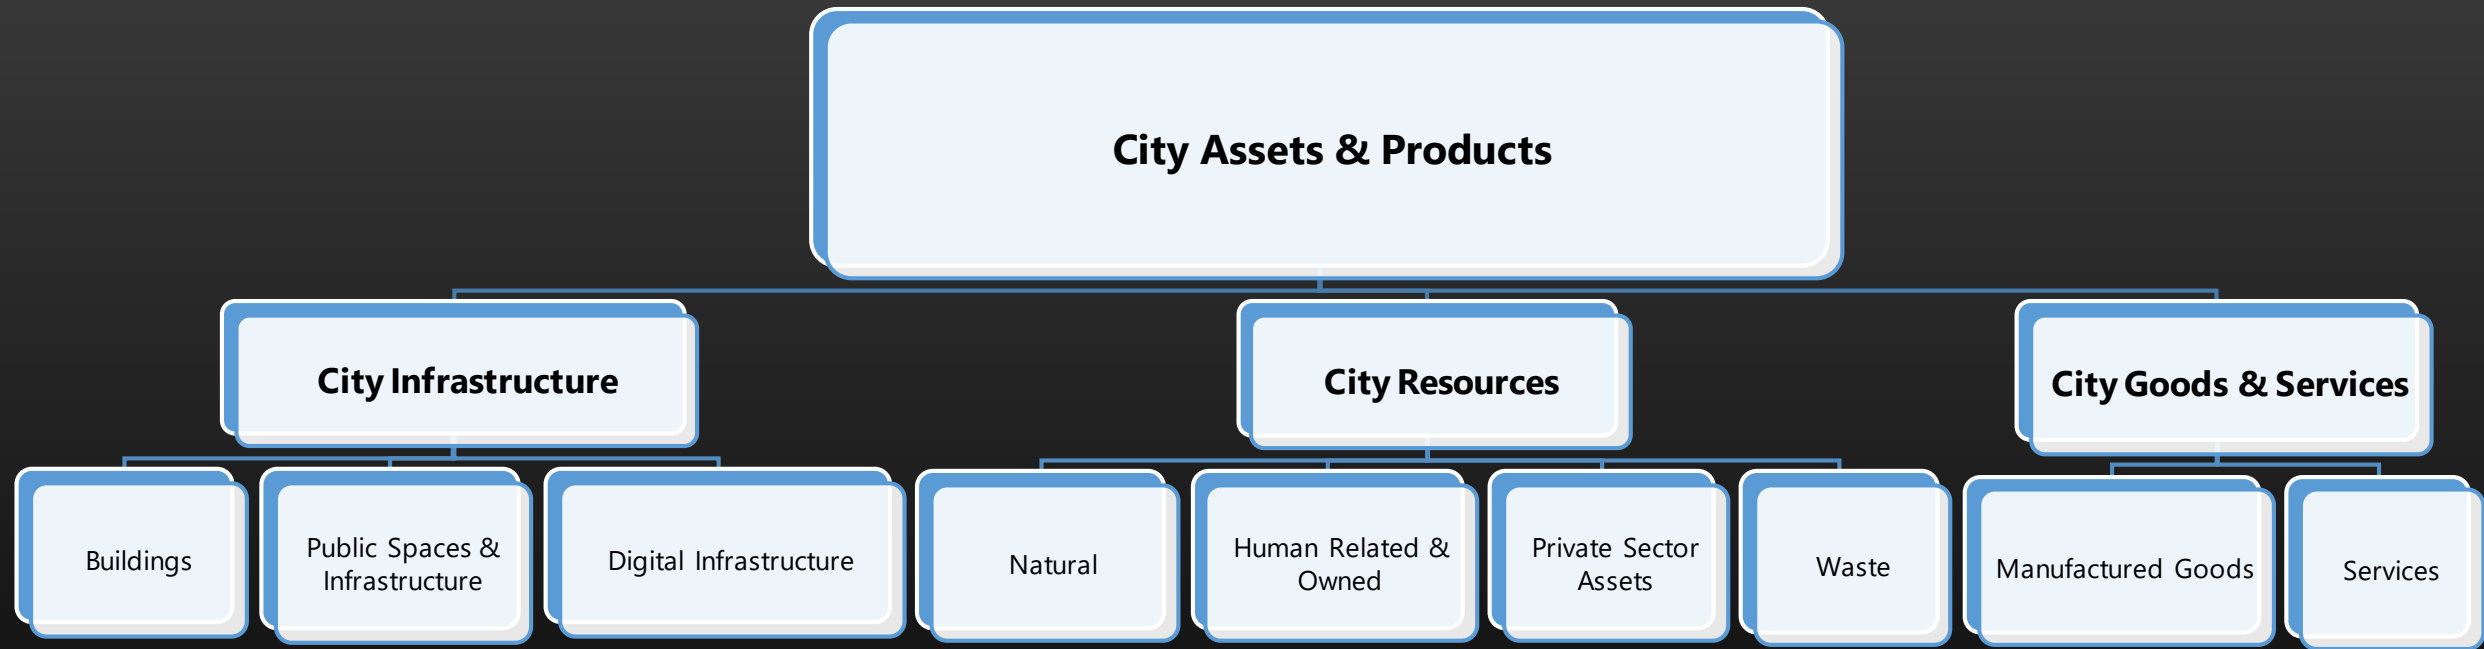 City Assets & Products
City Infrastructure
City Resources
City Goods & Services
Buildings
Public Spaces &
Infrastructure
Digital Infrastructure
Natural
Human Related &
Owned
Private Sector
Assets
Waste
Manufactured Goods
Services